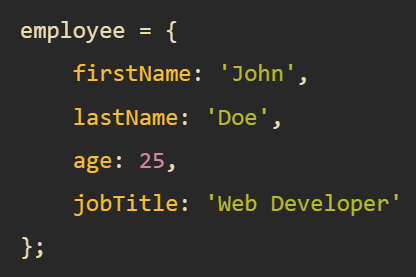 employee = {
    firstName: 'John',
    lastName: 'Doe',
    age: 25,
    jobTitle: 'Web Developer'
};